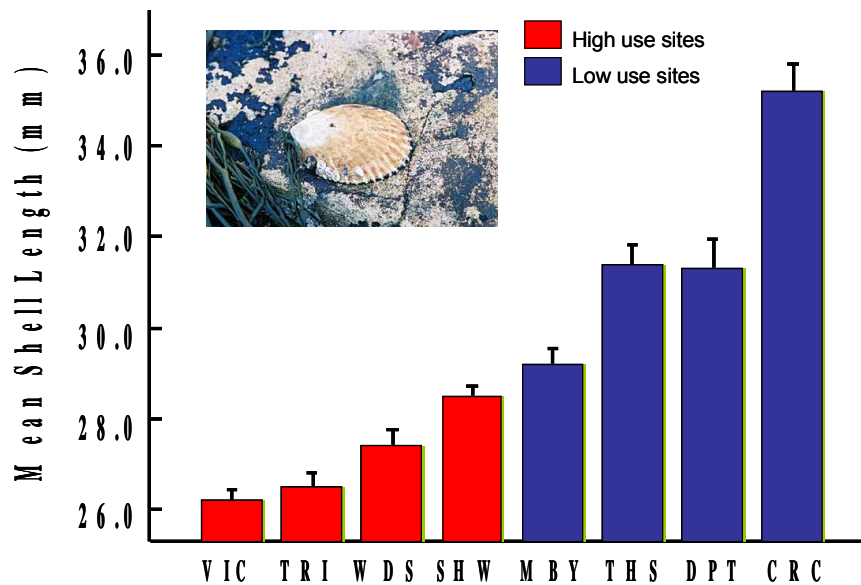 High use sites
Low use sites
Mean Shell Length (mm)
36.0
34.0
32.0
30.0
28.0
26.0
VIC TRI WDS SHW MBY THS DPT CRC